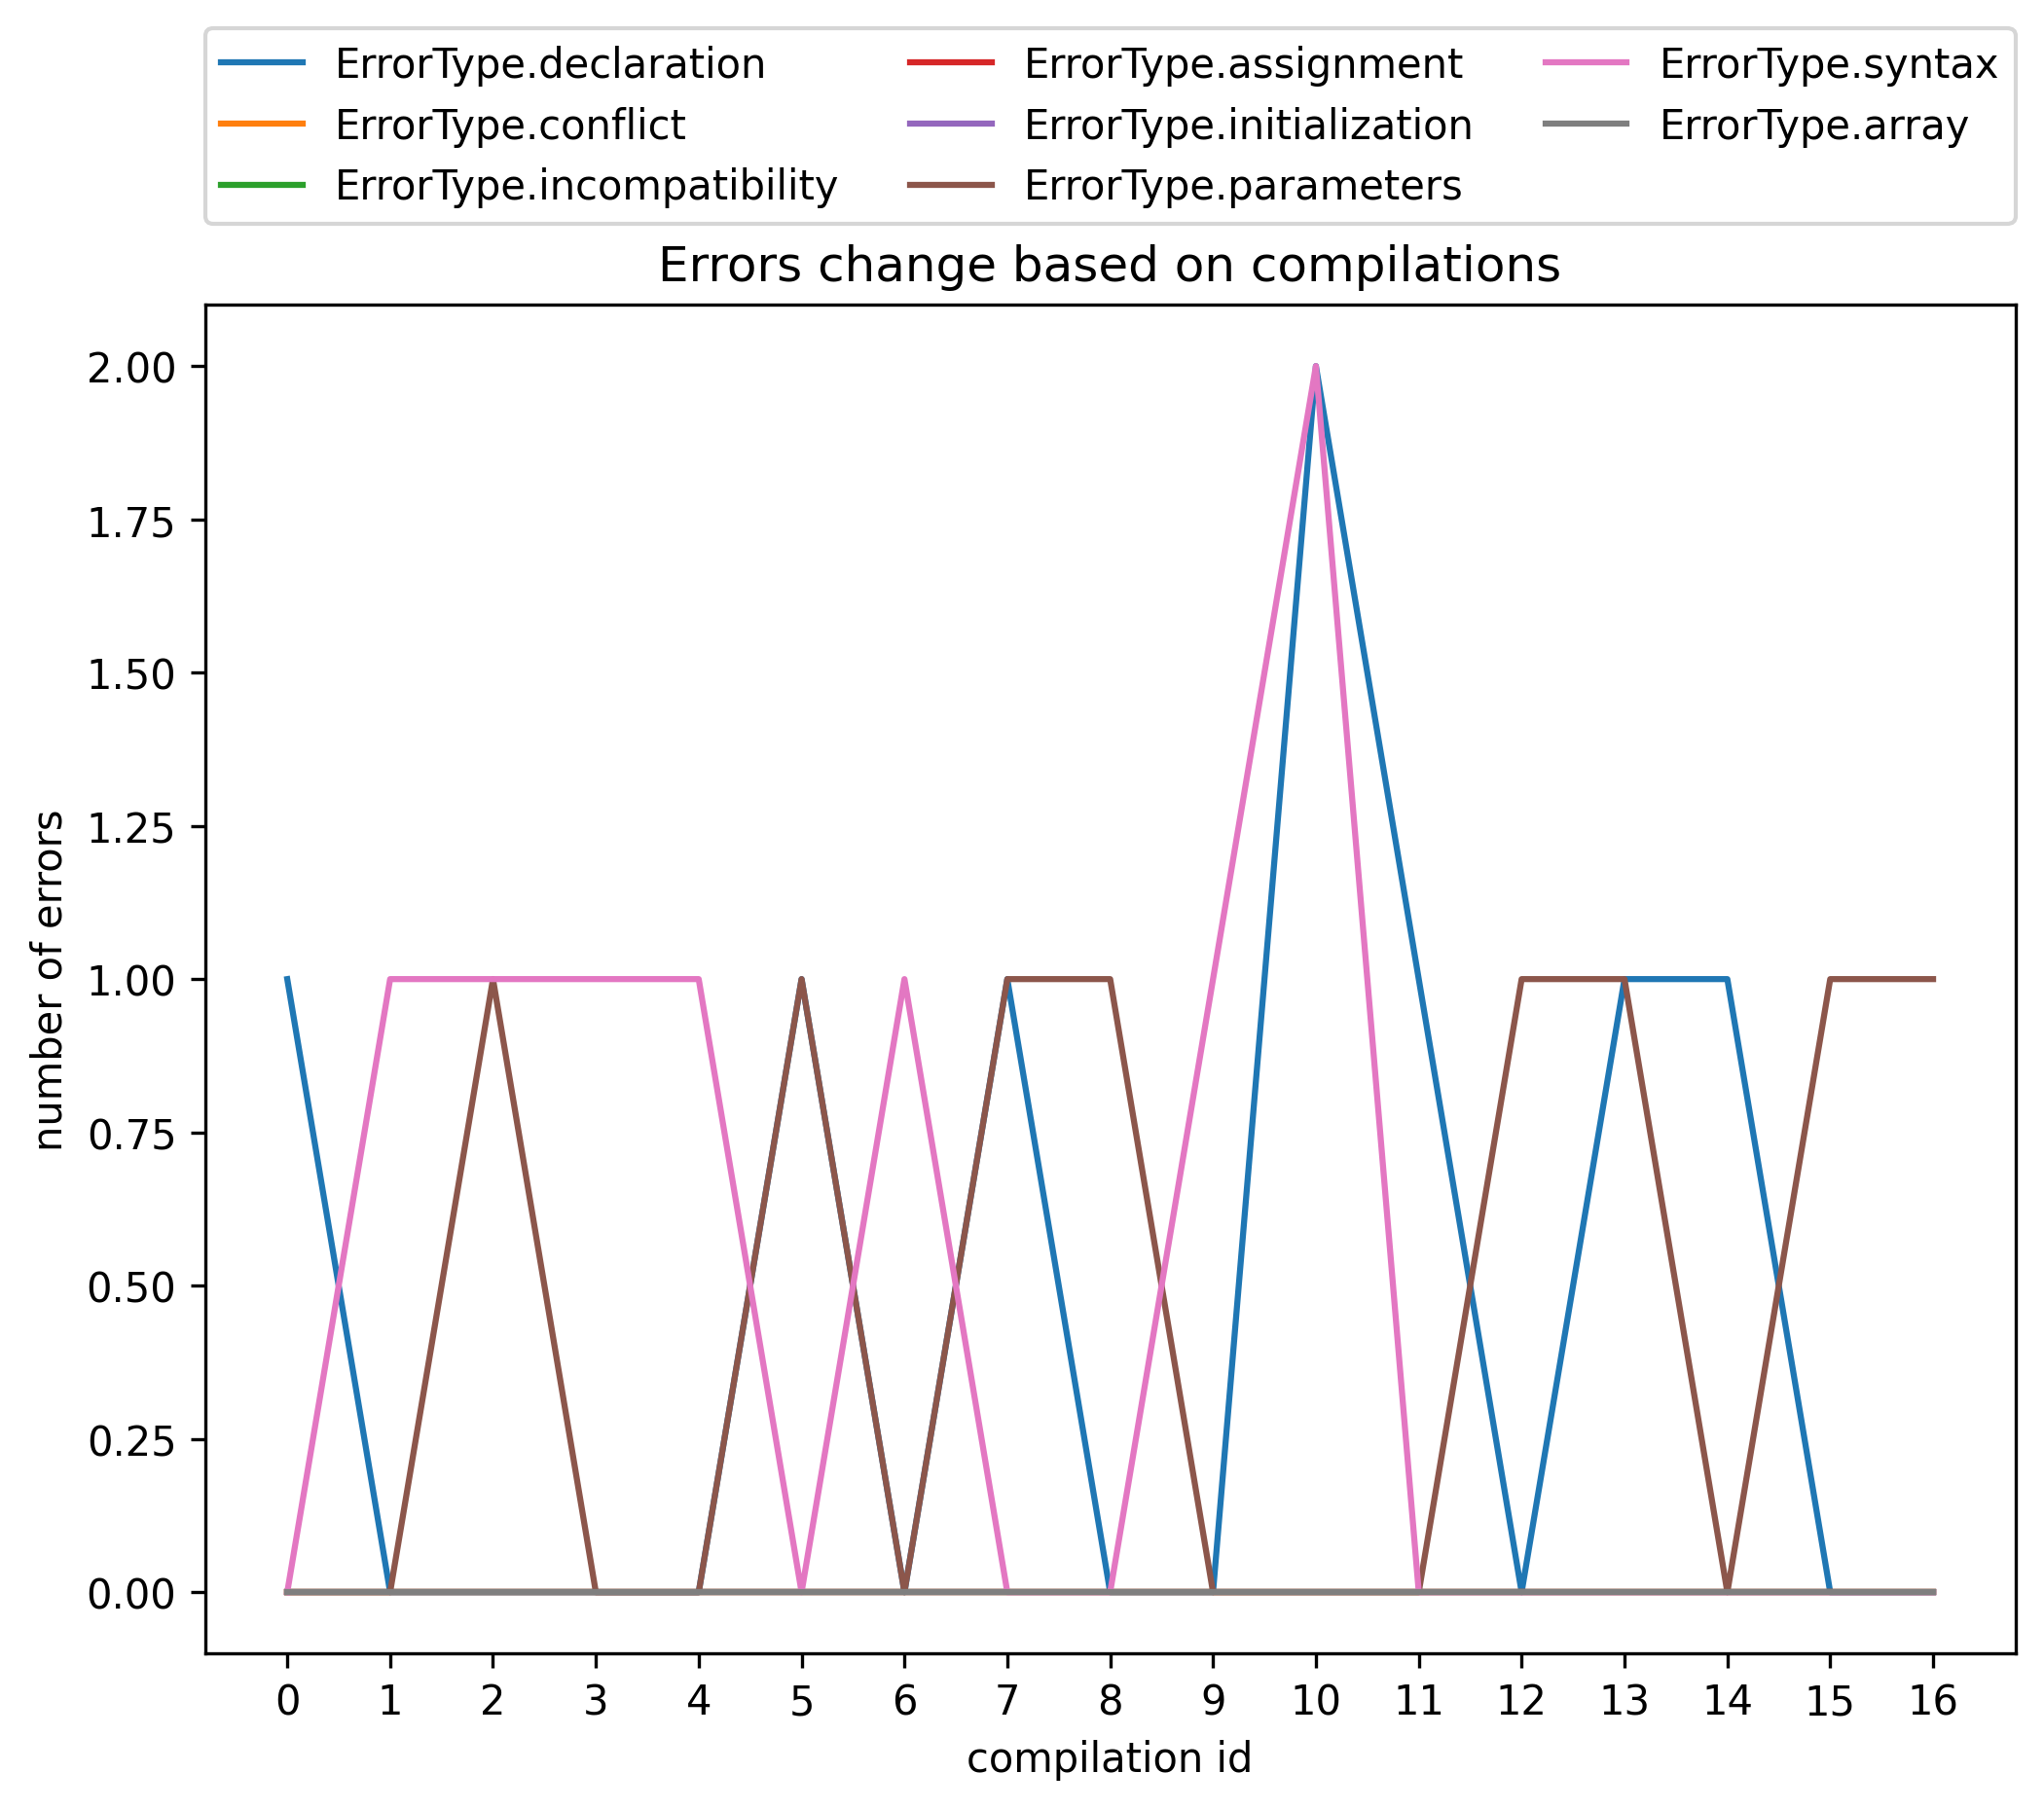 ErrorType.declaration ErrorType.assignment ErrorType.syntax
ErrorType.conflict ErrorType.initialization ErrorType.array
ErrorType.incompatibility ErrorType.parameters
Errors change based on compilations
2.00
1.75
1.50
1.25
1.00
0.75
0.50
0.25
0.00
number of errors
0 1 2 3 4 5 6 7 8 9 10 11 12 13 14 15 16
compilation id